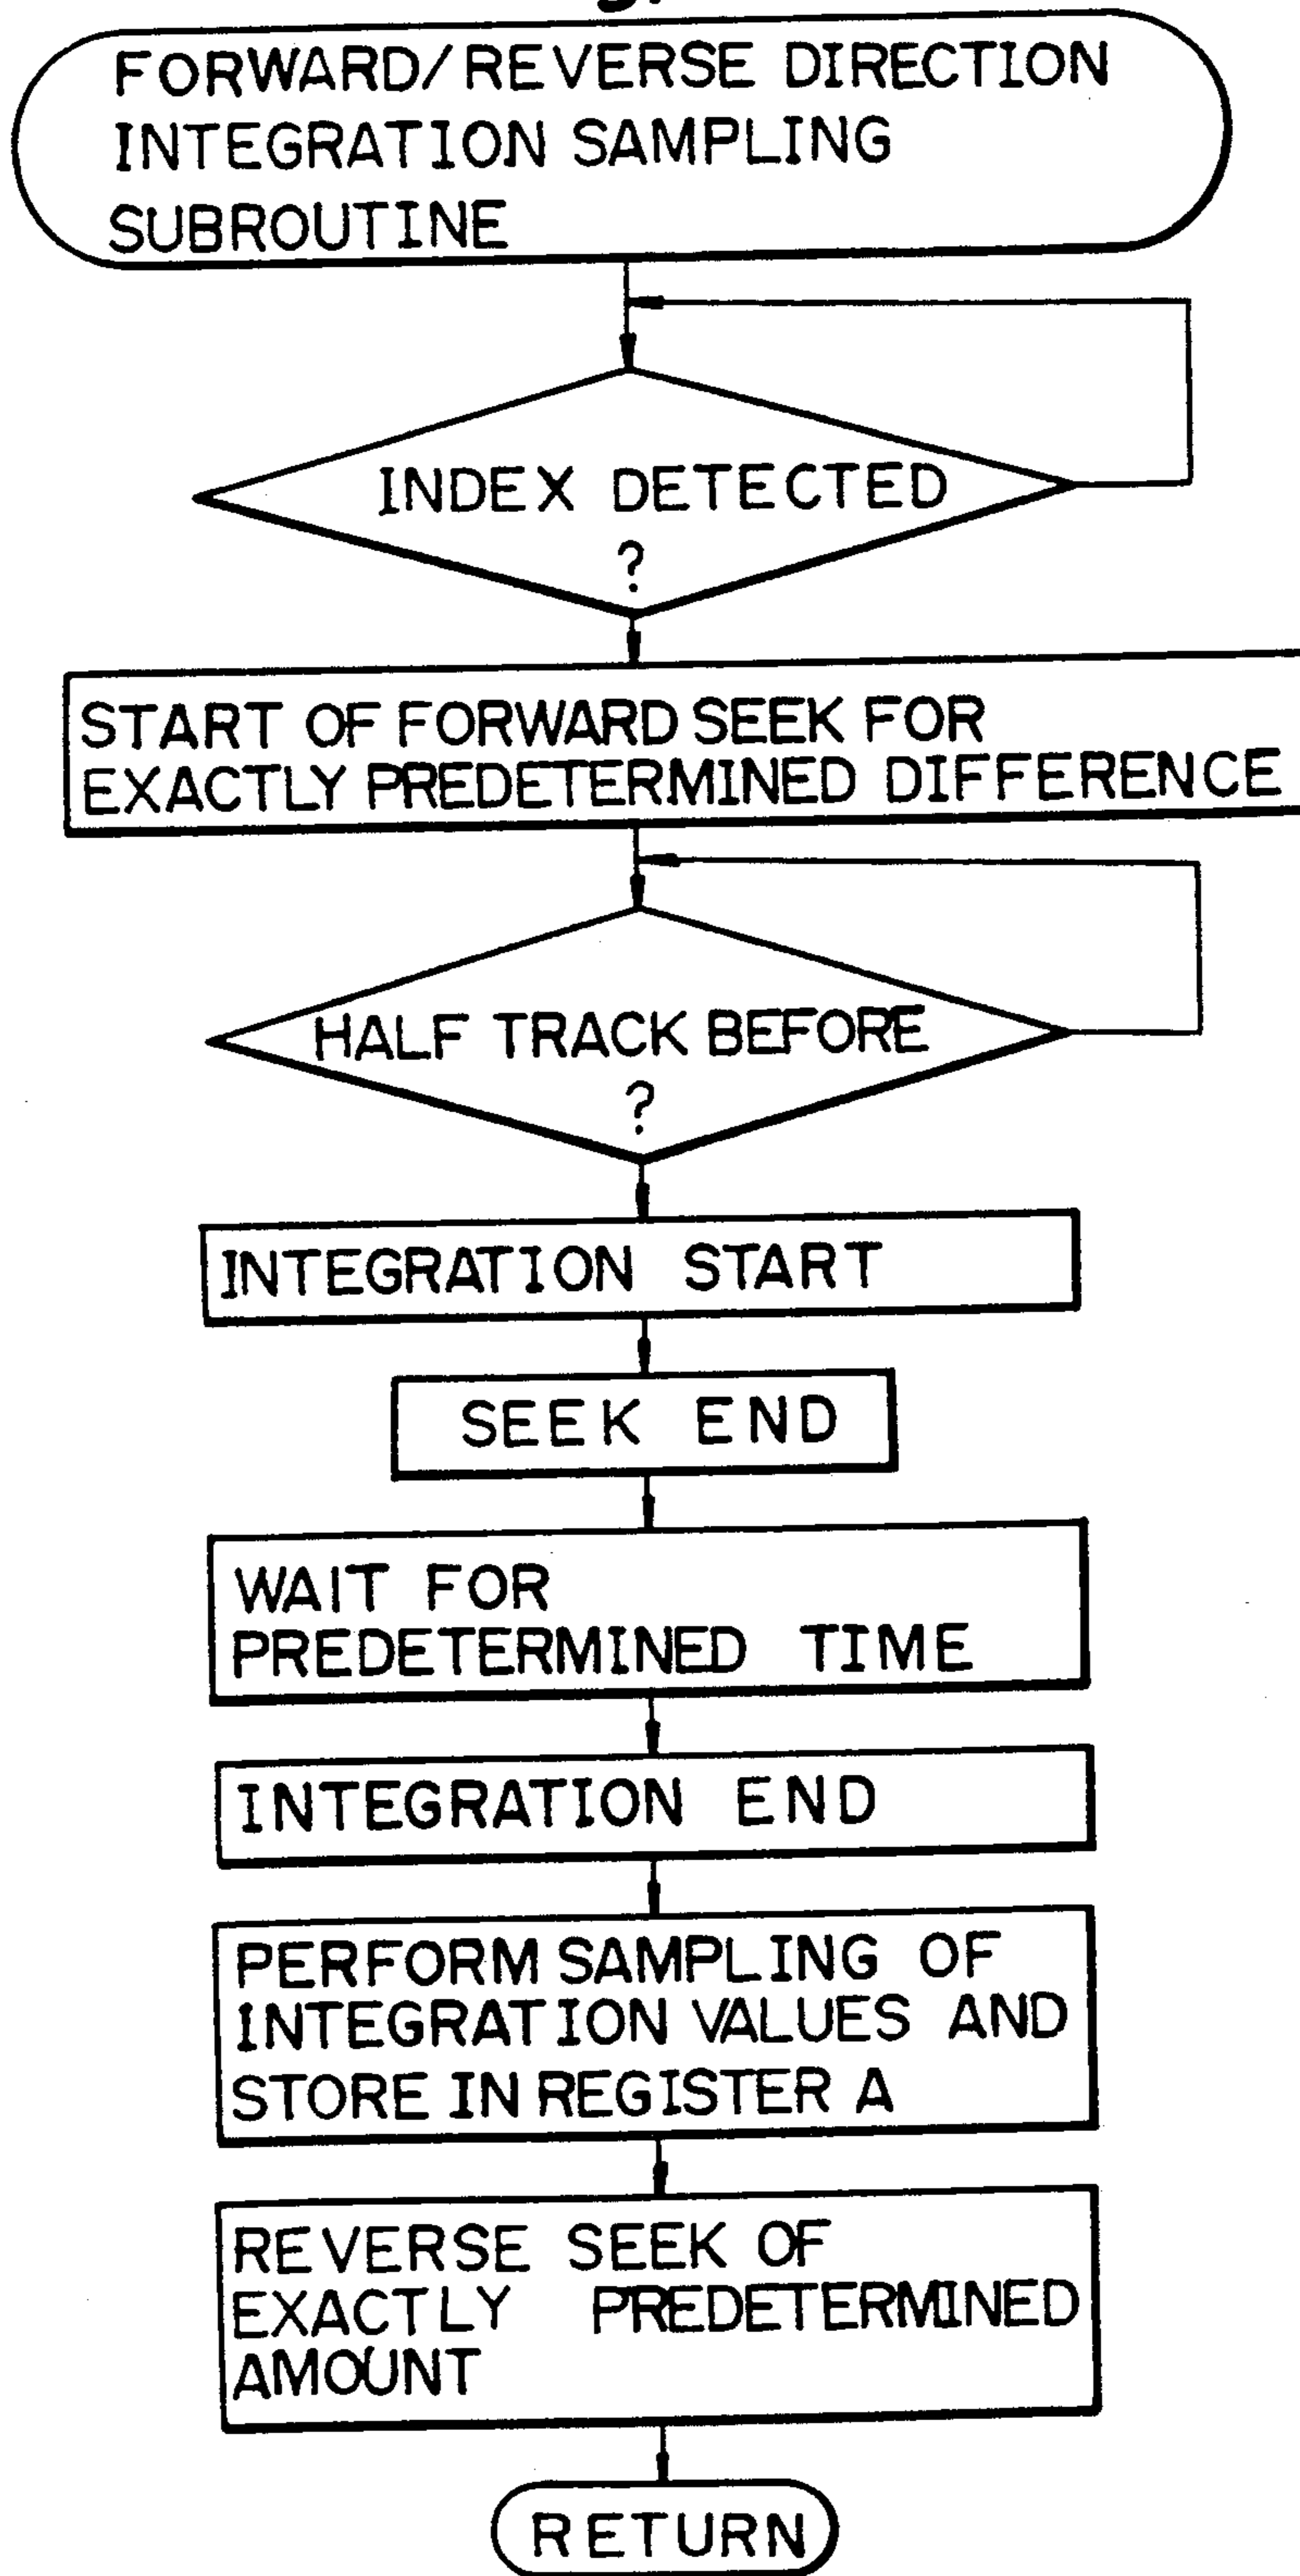 FORWARD/REVERSE DIRECTION
INTEGRATION SAMPLING
SUBROUTINE
INDEX DETECTED
?
START OF FORWARD SEEK FOR
EXACTLY PREDETERMINED DIFFERENCE
HALF TRACK BEFORE
?
INTEGRATION START
SEEK END
WAIT FOR
PREDETERMINED TIME
INTEGRATION END
PERFORM SAMPLING OF
INTEGRATION VALUES AND
STORE IN REGISTER A
REVERSE SEEK OF
EXACTLY PREDETERMINED
AMOUNT
RETURN